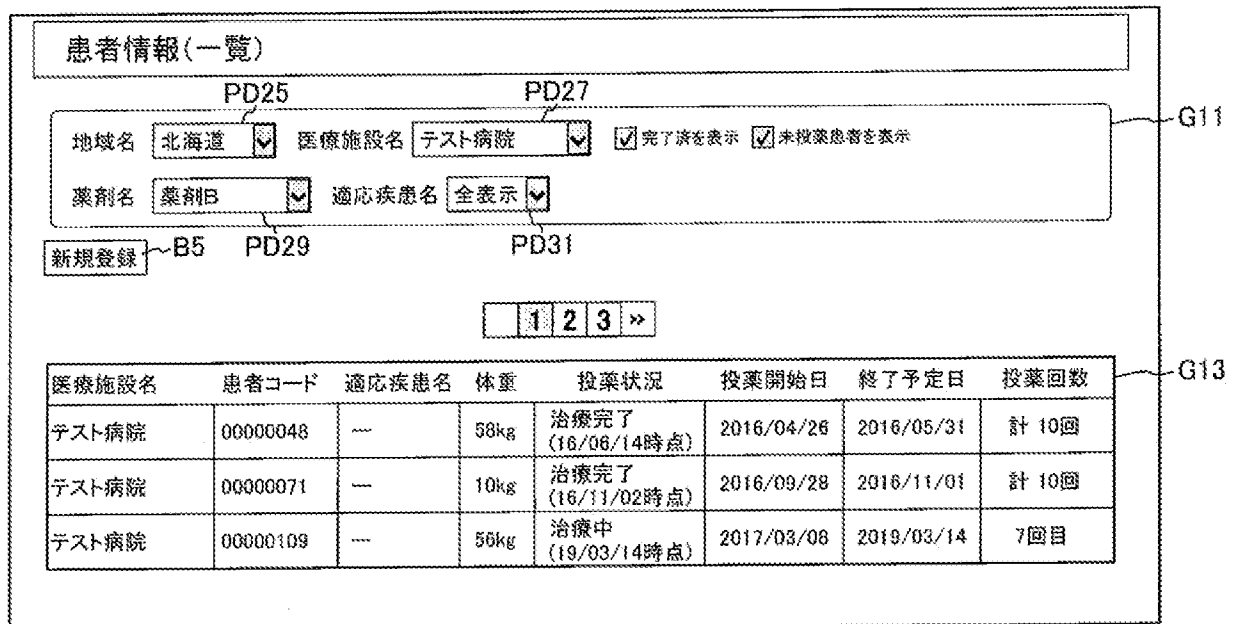 患者情報(一覧)
PD25 PD27
地域名 北海道 医療施設名 テスト病院 完了済を表示 未投薬患者を表示 G11
薬剤名 薬剤B 適応疾患名 全表示
新規登録 B5 PD29 PD31
1 2 3 »
医療施設名 患者コード 適応疾患名 体重 投薬状況 投薬開始日 終了予定日 投薬回数 G13
テスト病院 00000048 ---- 58kg 治療完了 2016/04/26 2016/05/31 計 10回
(16/06/14時点)
テスト病院 00000071 ---- 10kg 治療完了 2016/09/28 2016/11/01 計 10回
(16/11/02時点)
テスト病院 00000109 ---- 56kg 治療中 2017/03/08 2019/03/14 7回目
(19/03/14時点)